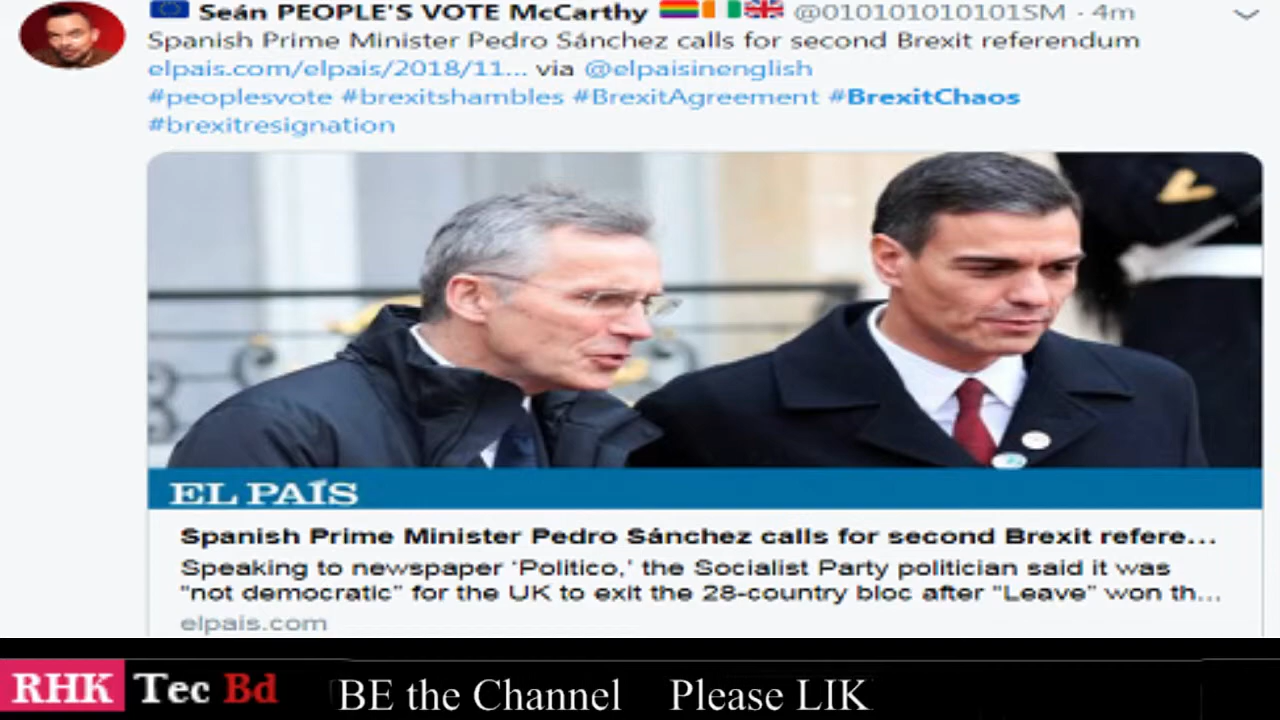 Seán PEOPLE'S VOTE McCarthy @010101010101SM · 4m
Spanish Prime Minister Pedro Sánchez calls for second Brexit referendum
elpais.com/elpais/2018/11... via @elpaisinenglish
#peoplesvote #brexitshambles #BrexitAgreement #BrexitChaos
#brexitresignation
EL PAÍS
Spanish Prime Minister Pedro Sánchez calls for second Brexit refere...
Speaking to newspaper 'Politico,' the Socialist Party politician said it was
"not democratic" for the UK to exit the 28-country bloc after "Leave" won th...
elpais.com
RHK Tec Bd BE the Channel Please LIK